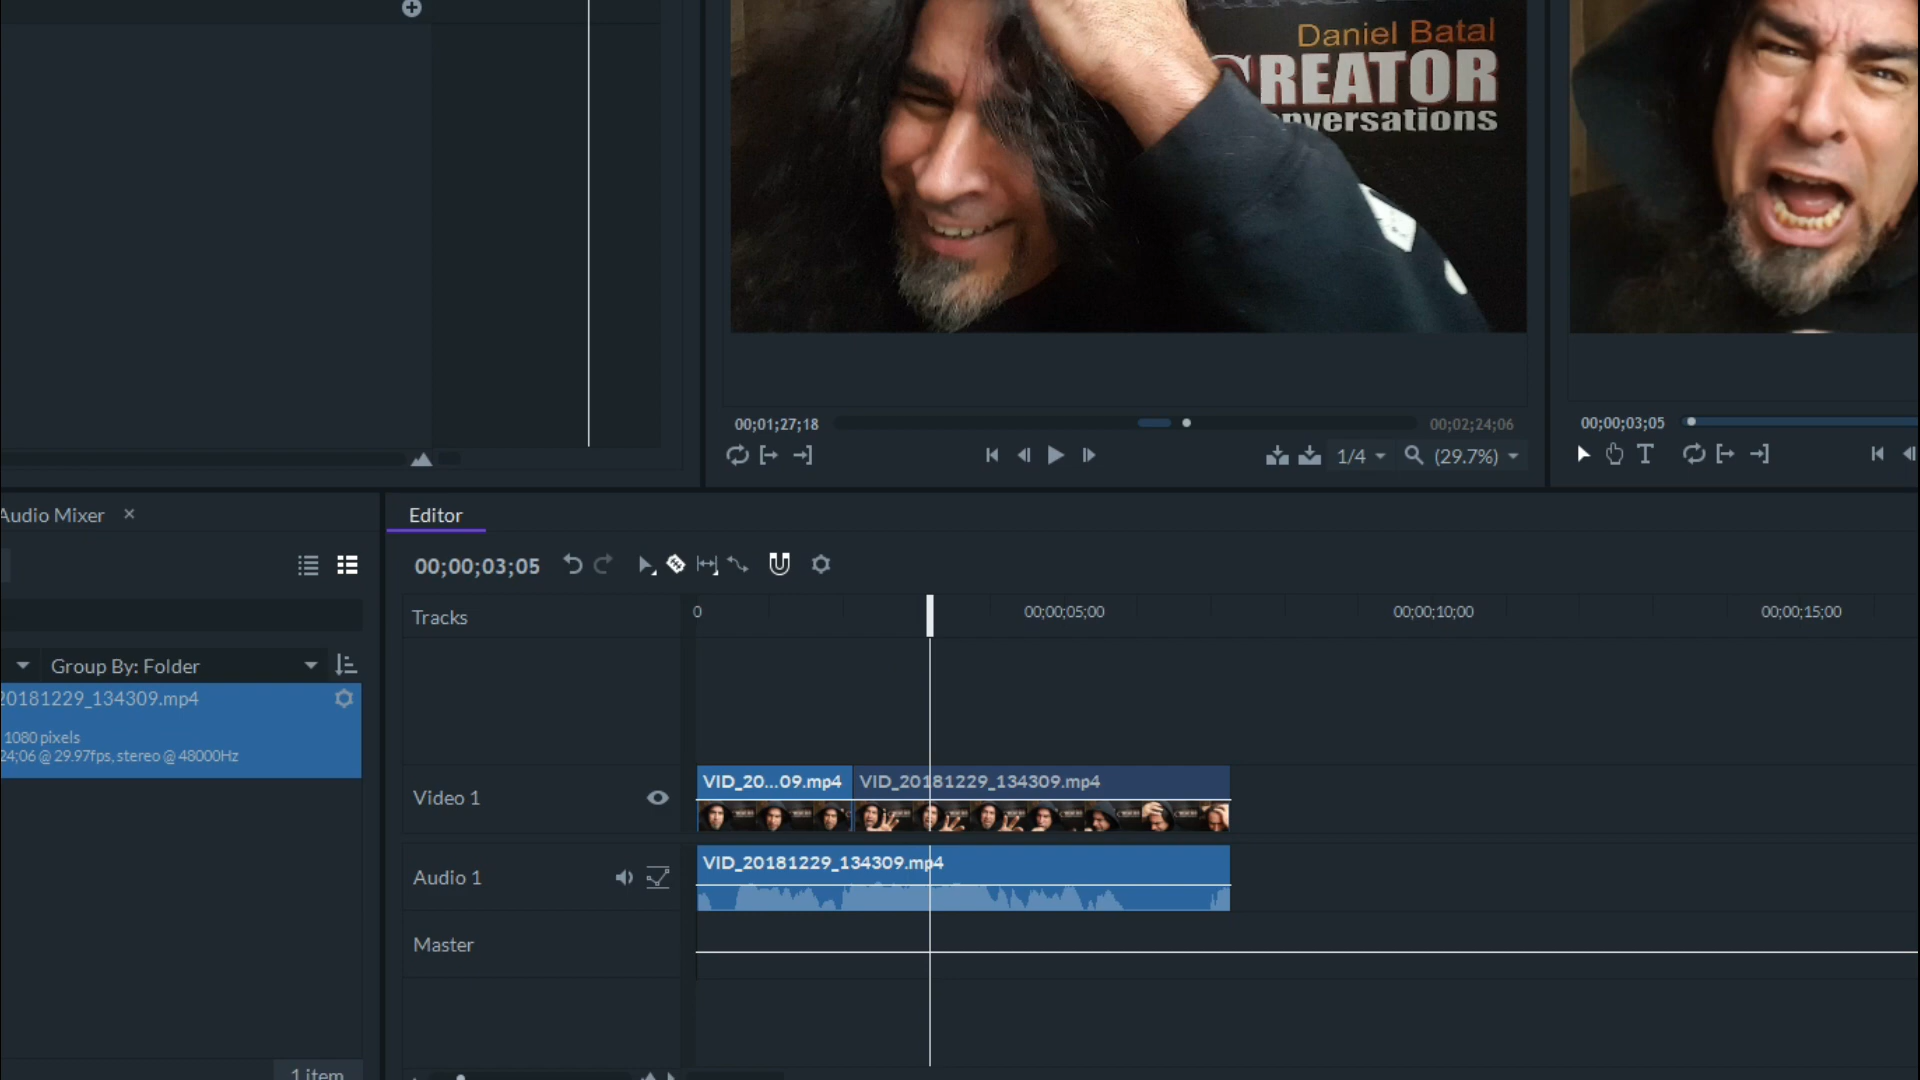 Daniel Batal
CREATOR
Conversations
00;01;27;18
00;02;24;06
1/4
(29.7%)
00;00;03;05
T
Audio Mixer
Editor
00;00;03;05
Tracks
0
00;00;05;00
00;00;10;00
00;00;15;00
Group By: Folder
20181229_134309.mp4
1080 pixels
24;06 @ 29.97fps, stereo @ 48000Hz
Video 1
VID_20...09.mp4
VID_20181229_134309.mp4
Audio 1
VID_20181229_134309.mp4
Master
1 item